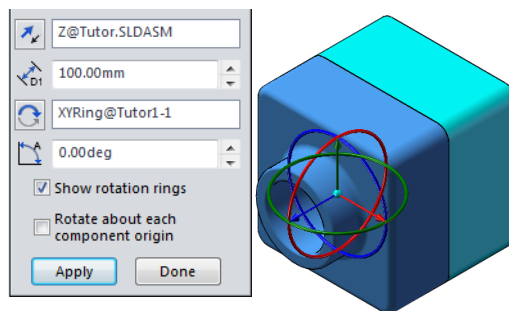 Z@Tutor.SLDASM
D1
100.00mm
XYRing@Tutor1-1
A
0.00deg
Show rotation rings
Rotate about each
component origin
Apply Done